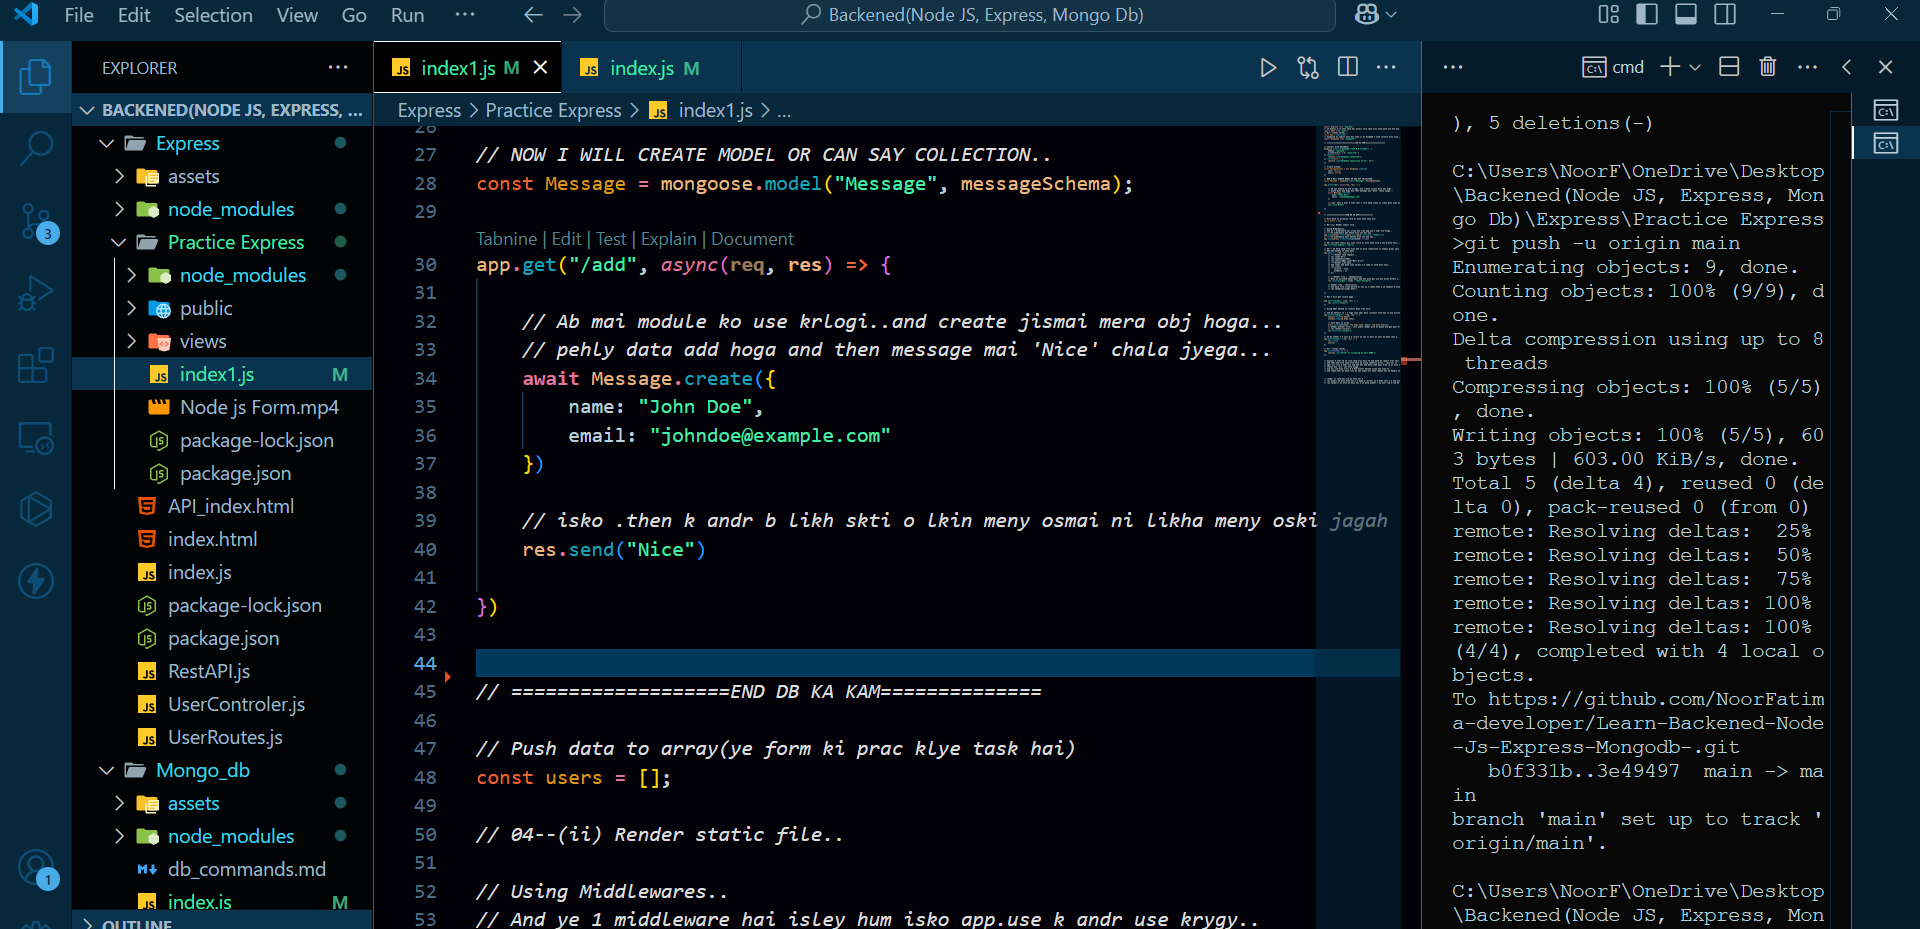 File Edit Selection View Go Run ···
Backened(Node JS, Express, Mongo Db)
EXPLORER ···
BACKENED(NODE JS, EXPRESS, ...
Express
assets
node_modules
Practice Express
node_modules
public
views
index1.js M
Node js Form.mp4
package-lock.json
package.json
API_index.html
index.html
index.js
package-lock.json
package.json
RestAPI.js
UserControler.js
UserRoutes.js
Mongo_db
assets
node_modules
db_commands.md
index.js M
OUTLINE
3
1
index1.js M
index.js M
Express > Practice Express > index1.js > ...
26
27 // NOW I WILL CREATE MODEL OR CAN SAY COLLECTION..
28 const Message = mongoose.model("Message", messageSchema);
29
Tabnine | Edit | Test | Explain | Document
30 app.get("/add", async(req, res) => {
31
32 // Ab mai module ko use krlogi..and create jismai mera obj hoga...
33 // pehly data add hoga and then message mai 'Nice' chala jyega...
34 await Message.create({
35 name: "John Doe",
36 email: "johndoe@example.com"
37 })
38
39 // isko .then k andr b likh skti o lkin meny osmai ni likha meny oski jagah
40 res.send("Nice")
41
42 })
43
44
45 // ===================END DB KA KAM==============
46
47 // Push data to array(ye form ki prac klye task hai)
48 const users = [];
49
50 // 04--(ii) Render static file..
51
52 // Using Middlewares..
53 // And ye 1 middleware hai isley hum isko app.use k andr use krygy..
··· cmd
), 5 deletions(-)
C:\Users\NoorF\OneDrive\Desktop
\Backened(Node JS, Express, Mon
go Db)\Express\Practice Express
>git push -u origin main
Enumerating objects: 9, done.
Counting objects: 100% (9/9), d
one.
Delta compression using up to 8
threads
Compressing objects: 100% (5/5)
, done.
Writing objects: 100% (5/5), 60
3 bytes | 603.00 KiB/s, done.
Total 5 (delta 4), reused 0 (de
lta 0), pack-reused 0 (from 0)
remote: Resolving deltas: 25%
remote: Resolving deltas: 50%
remote: Resolving deltas: 75%
remote: Resolving deltas: 100%
remote: Resolving deltas: 100%
(4/4), completed with 4 local o
bjects.
To https://github.com/NoorFatim
a-developer/Learn-Backened-Node
-Js-Express-Mongodb-.git
b0f331b..3e49497 main -> ma
in
branch 'main' set up to track '
origin/main'.
C:\Users\NoorF\OneDrive\Desktop
\Backened(Node JS, Express, Mon